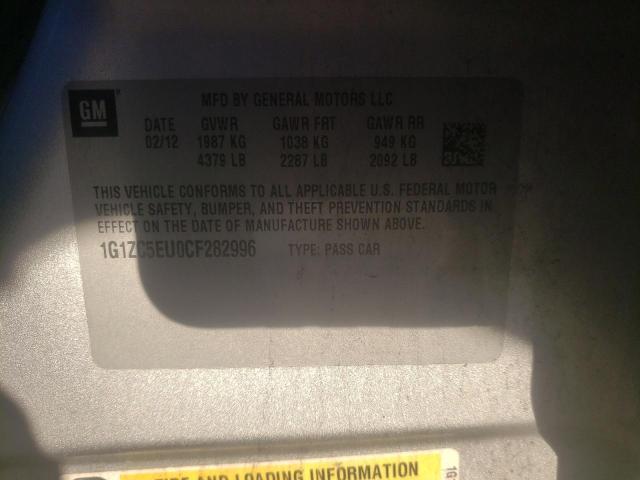 GM
MFD BY GENERAL MOTORS LLC
DATE GVWR GAWR FRT GAWR RR
02/12 1987 KG 1038 KG 949 KG
4379 LB 2287 LB 2092 LB
THIS VEHICLE CONFORMS TO ALL APPLICABLE U.S. FEDERAL MOTOR
VEHICLE SAFETY, BUMPER, AND THEFT PREVENTION STANDARDS IN
EFFECT ON THE DATE OF MANUFACTURE SHOWN ABOVE.
1G1ZC5EU0CF282996 TYPE: PASS CAR
TIRE AND LOADING INFORMATION